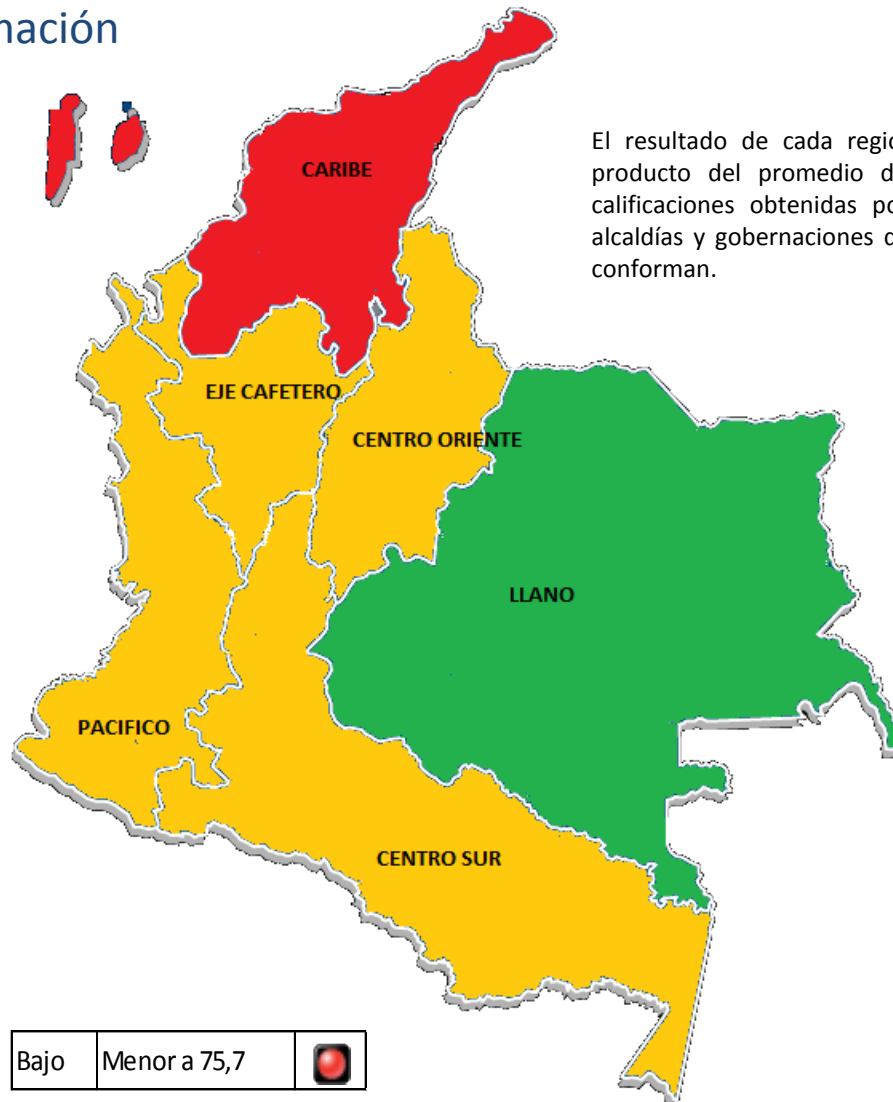 mación
El resultado de cada regio
producto del promedio d
calificaciones obtenidas po
alcaldías y gobernaciones d
conforman.
CARIBE
EJE CAFETERO
CENTRO ORIENTE
LLANO
PACIFICO
CENTRO SUR
Bajo Menor a 75,7